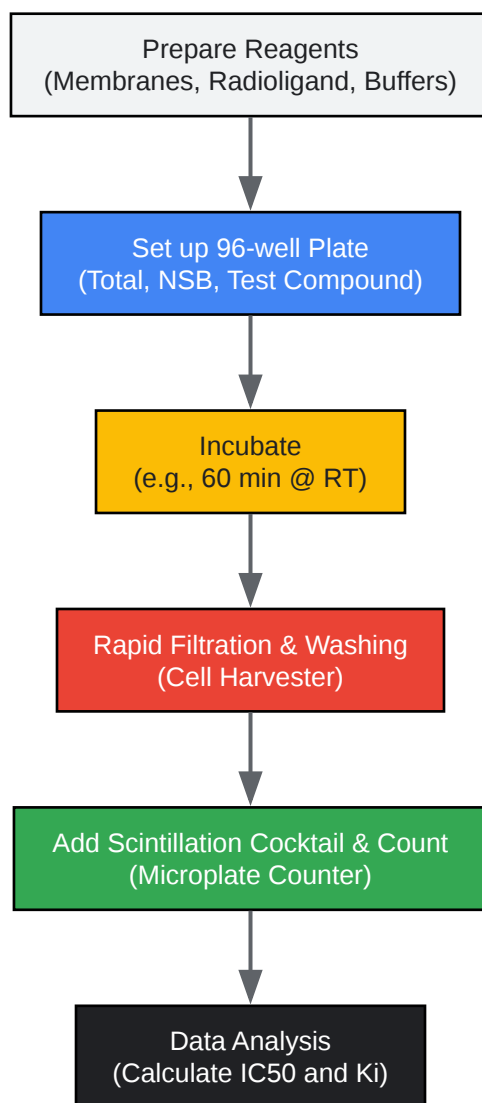 Prepare Reagents
(Membranes, Radioligand, Buffers)
Set up 96-well Plate
(Total, NSB, Test Compound)
Incubate
(e.g., 60 min @ RT)
Rapid Filtration & Washing
(Cell Harvester)
Add Scintillation Cocktail & Count
(Microplate Counter)
Data Analysis
(Calculate IC50 and Ki)